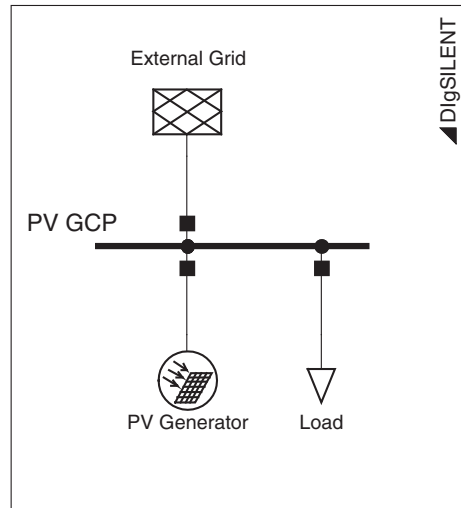 External Grid
DIgSILENT
PV GCP
PV Generator
Load